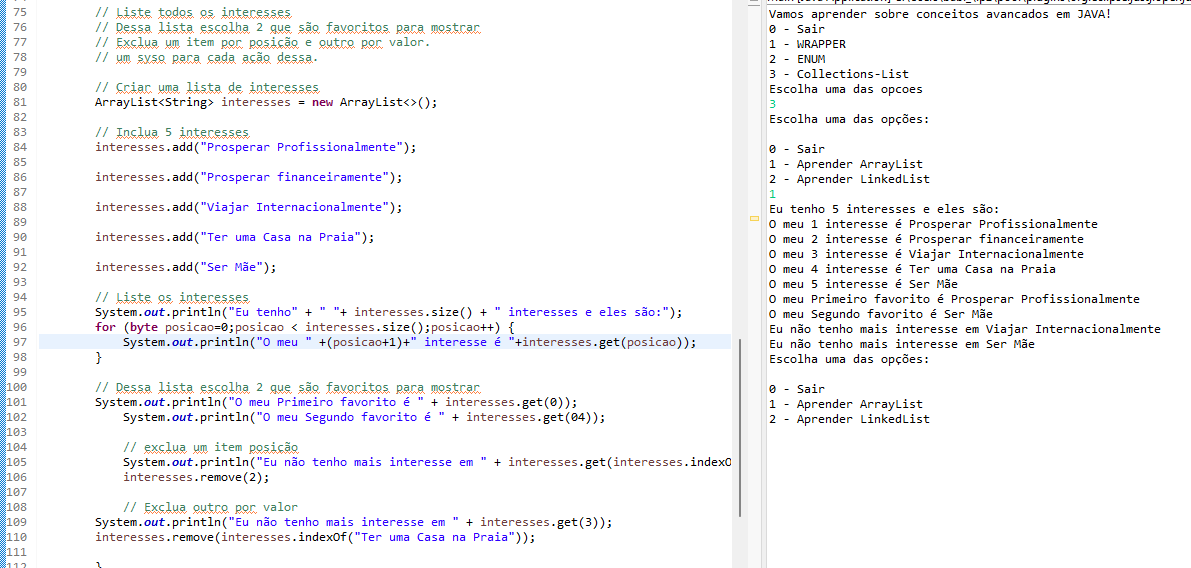 75 // Liste todos os interesses
76 // Dessa lista escolha 2 que são favoritos para mostrar
77 // Exclua um item por posição e outro por valor.
78 // um syso para cada ação dessa.
79
80 // Criar uma lista de interesses
81 ArrayList<String> interesses = new ArrayList<>();
82
83 // Inclua 5 interesses
84 interesses.add("Prosperar Profissionalmente");
85
86 interesses.add("Prosperar financeiramente");
87
88 interesses.add("Viajar Internacionalmente");
89
90 interesses.add("Ter uma Casa na Praia");
91
92 interesses.add("Ser Mãe");
93
94 // Liste os interesses
95 System.out.println("Eu tenho" + " "+ interesses.size() + " interesses e eles são:");
96 for (byte posicao=0;posicao < interesses.size();posicao++) {
97 System.out.println("O meu " +(posicao+1)+" interesse é "+interesses.get(posicao));
98 }
99
100 // Dessa lista escolha 2 que são favoritos para mostrar
101 System.out.println("O meu Primeiro favorito é " + interesses.get(0));
102 System.out.println("O meu Segundo favorito é " + interesses.get(04));
103
104 // exclua um item posição
105 System.out.println("Eu não tenho mais interesse em " + interesses.get(interesses.indexO
106 interesses.remove(2);
107
108 // Exclua outro por valor
109 System.out.println("Eu não tenho mais interesse em " + interesses.get(3));
110 interesses.remove(interesses.indexOf("Ter uma Casa na Praia"));
111
112 }
Vamos aprender sobre conceitos avancados em JAVA!
0 - Sair
1 - WRAPPER
2 - ENUM
3 - Collections-List
Escolha uma das opcoes
3
Escolha uma das opções:
0 - Sair
1 - Aprender ArrayList
2 - Aprender LinkedList
1
Eu tenho 5 interesses e eles são:
O meu 1 interesse é Prosperar Profissionalmente
O meu 2 interesse é Prosperar financeiramente
O meu 3 interesse é Viajar Internacionalmente
O meu 4 interesse é Ter uma Casa na Praia
O meu 5 interesse é Ser Mãe
O meu Primeiro favorito é Prosperar Profissionalmente
O meu Segundo favorito é Ser Mãe
Eu não tenho mais interesse em Viajar Internacionalmente
Eu não tenho mais interesse em Ser Mãe
Escolha uma das opções:
0 - Sair
1 - Aprender ArrayList
2 - Aprender LinkedList